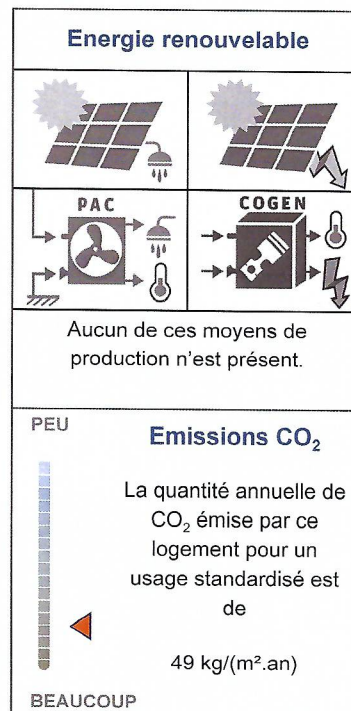 Energie renouvelable
PAC
COGEN
Aucun de ces moyens de
production n'est présent.
PEU
Emissions CO₂
La quantité annuelle de
CO₂ émise par ce
logement pour un
usage standardisé est
de
49 kg/(m².an)
BEAUCOUP